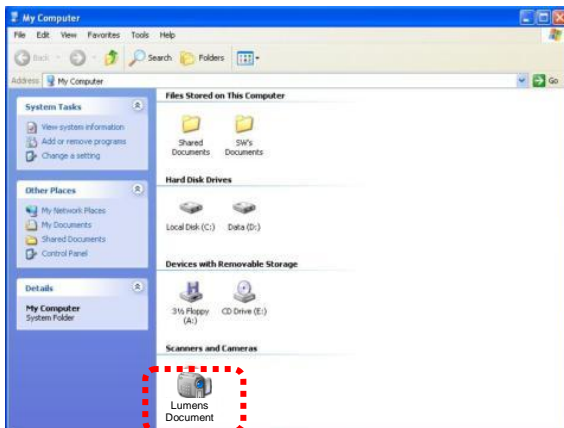 My Computer
File Edit View Favorites Tools Help
Back Search Folders
Address My Computer Go
System Tasks
View system information
Add or remove programs
Change a setting
Other Places
My Network Places
My Documents
Shared Documents
Control Panel
Details
My Computer
System Folder
Files Stored on This Computer
Shared Documents
SW's Documents
Hard Disk Drives
Local Disk (C:) Data (D:)
Devices with Removable Storage
3½ Floppy (A:)
CD Drive (E:)
Scanners and Cameras
Lumens
Document